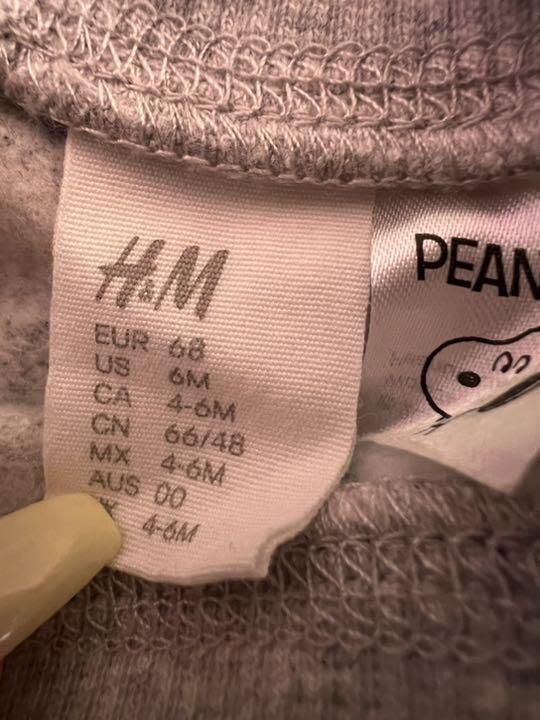 H&M
EUR 68
US 6M
CA 4-6M
CN 66/48
MX 4-6M
AUS 00
4-6M
PEAN